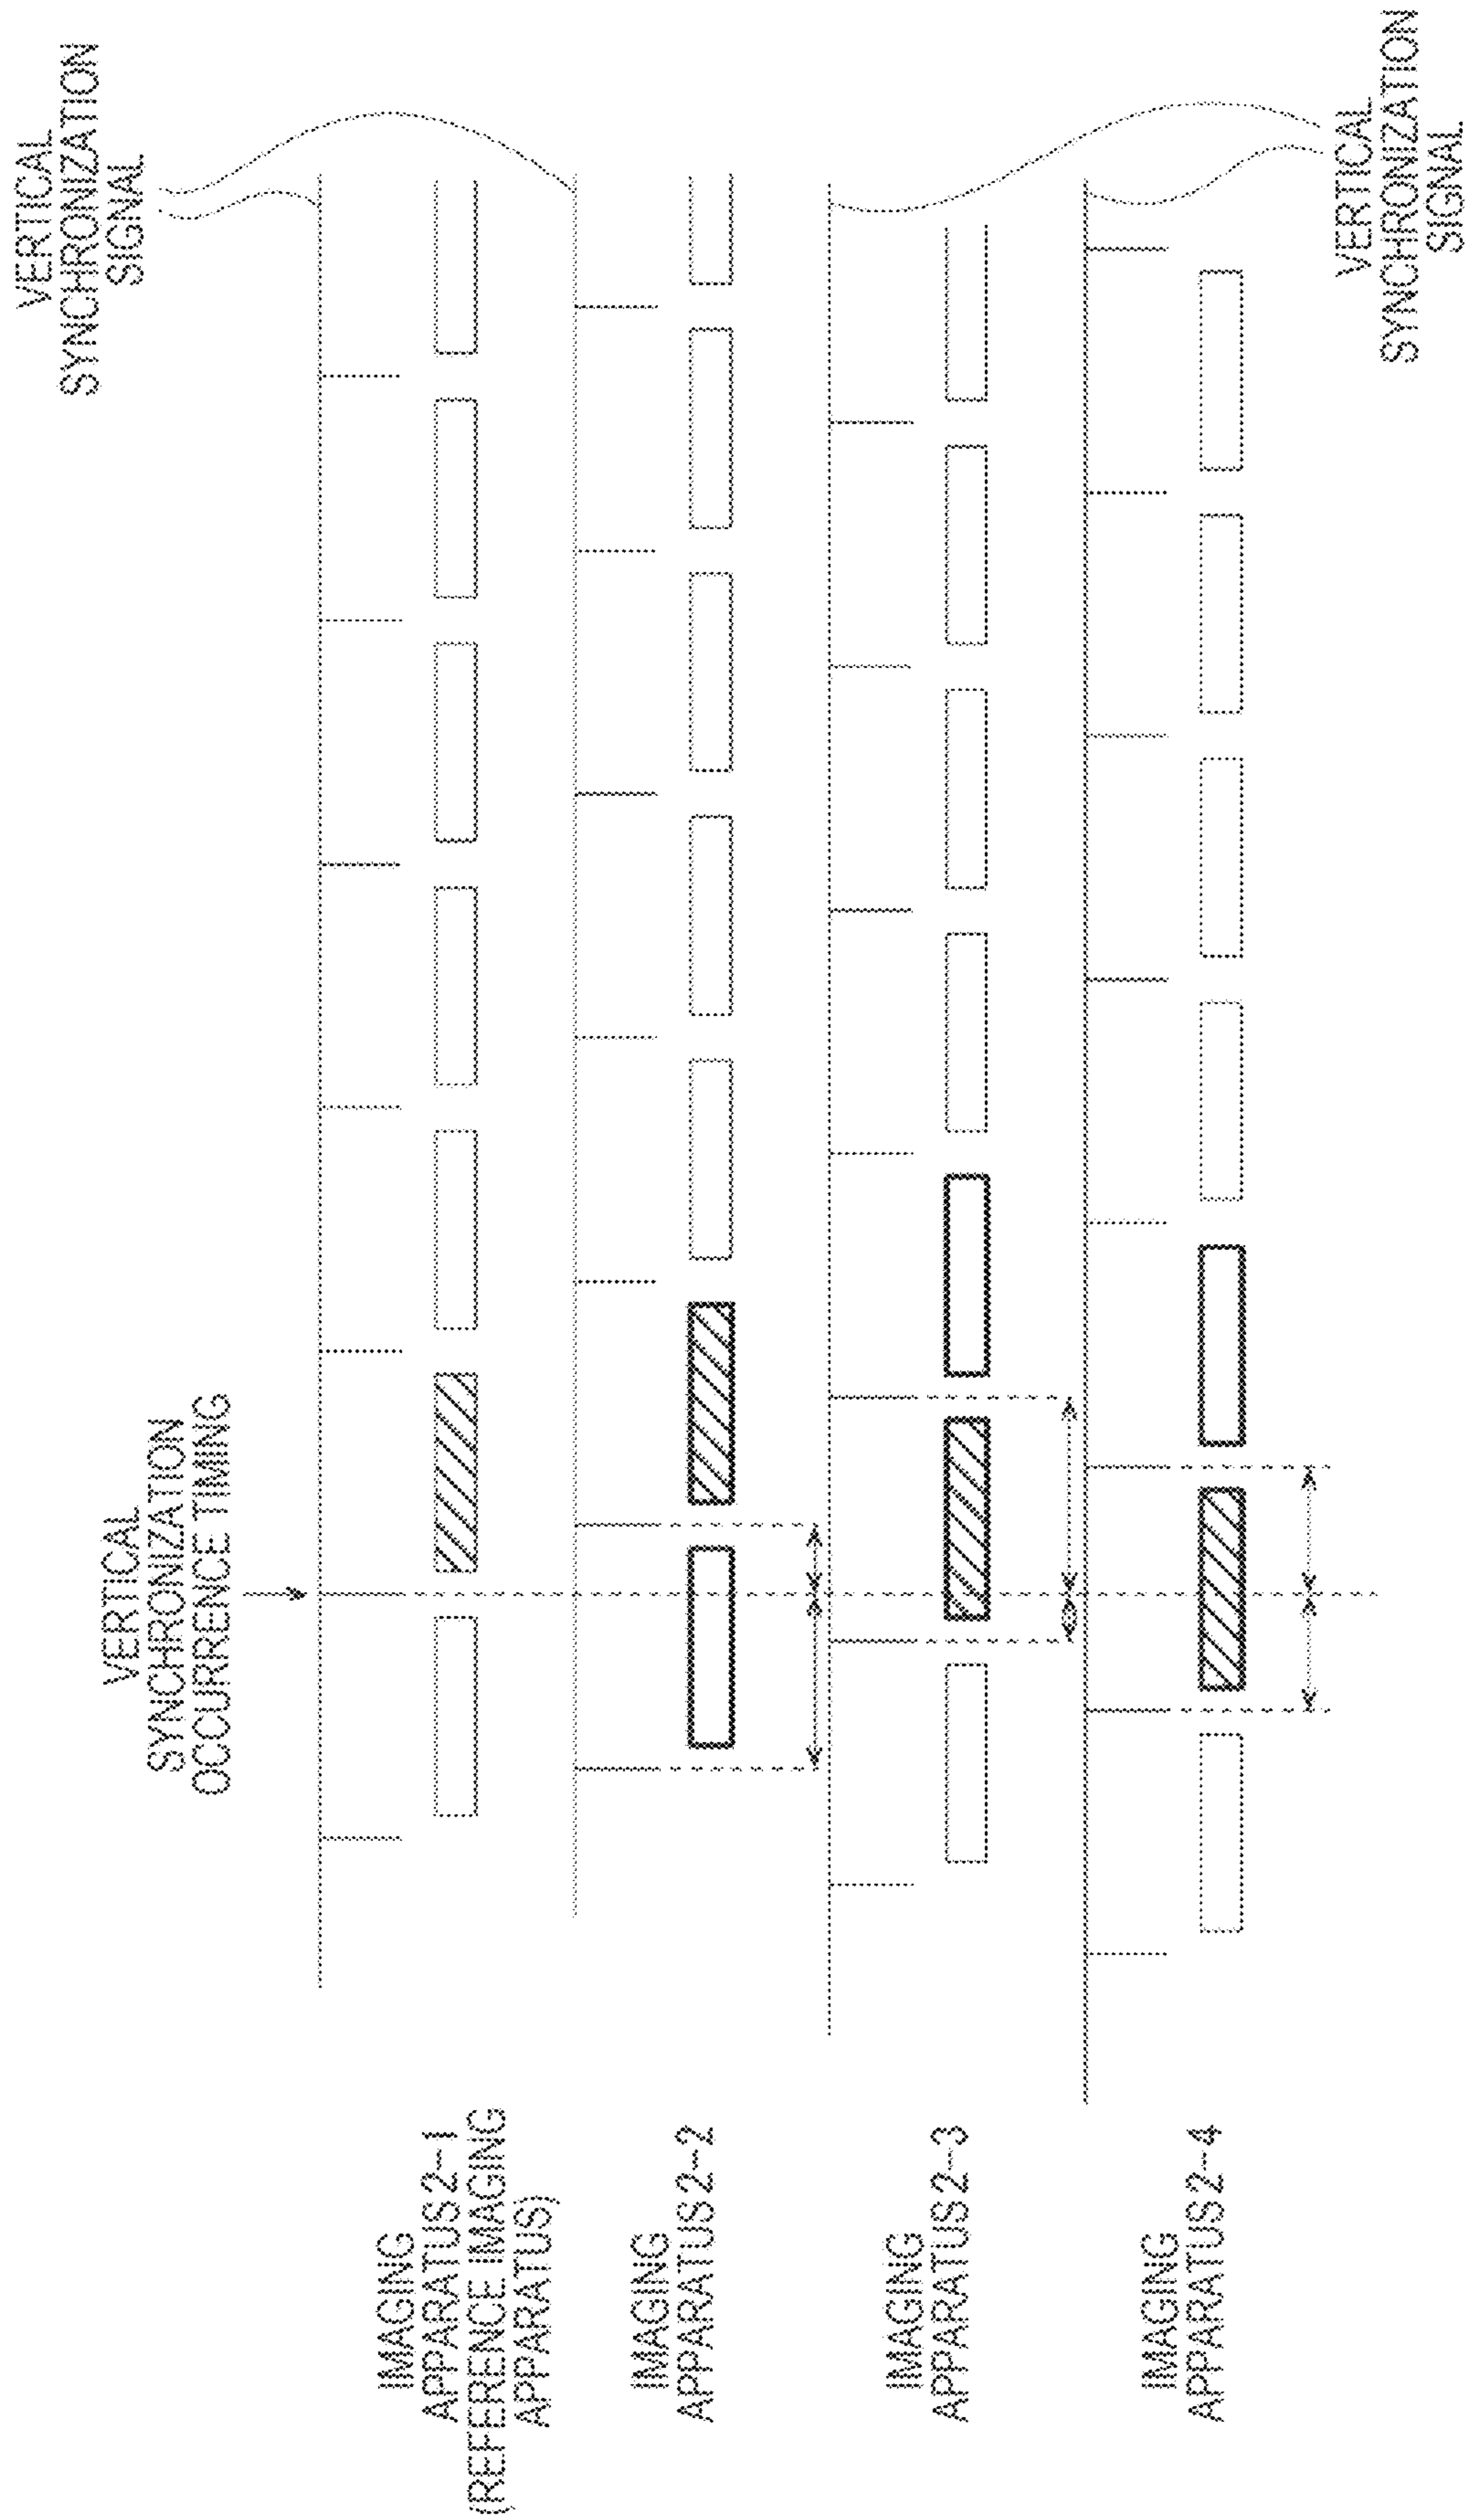 VERTICAL
SYNCHRONIZATION
SIGNAL
VERTICAL
SYNCHRONIZATION
OCCURRENCE TIMING
IMAGING
APPARATUS 2-1
(REFERENCE IMAGING
APPARATUS)
IMAGING
APPARATUS 2-2
IMAGING
APPARATUS 2-3
IMAGING
APPARATUS 2-4
VERTICAL
SYNCHRONIZATION
SIGNAL